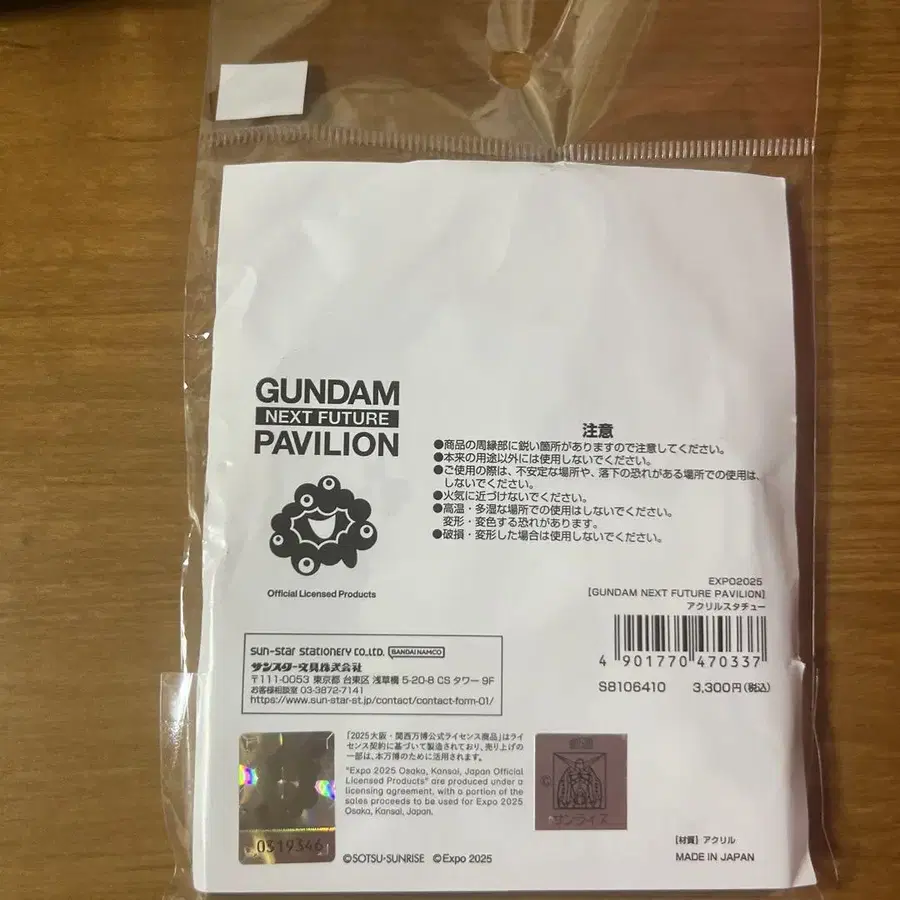 GUNDAM
NEXT FUTURE
PAVILION
Official Licensed Products
注意
●商品の周縁部に鋭い箇所がありますので注意してください。
●本来の用途以外には使用しないでください。
●ご使用の際は、不安定な場所や、落下の恐れがある場所での使用は、
しないでください。
●火気に近づけないでください。
●高温・多湿な場所での使用はしないでください。
変形・変色する恐れがあります。
●破損・変形した場合は使用しないでください。
EXPO2025
【GUNDAM NEXT FUTURE PAVILION】
アクリルスタチュー
4 901770 470337
S8106410 3,300円(税込)
sun-star stationery co.,ltd. BANDAI NAMCO
サンスター文具株式会社
〒111-0053 東京都 台東区 浅草橋 5-20-8 CS タワー 9F
お客様相談室 03-3872-7141
https://www.sun-star-st.jp/contact/contact-form-01/
「2025大阪・関西万博公式ライセンス商品」はラ
イセンス契約に基づいて製造されており、売り上げの
一部は、本万博のために活用されます。
"Expo 2025 Osaka, Kansai, Japan Official
Licensed Products" are produced under a
licensing agreement, with a portion of the
sales proceeds to be used for Expo 2025
Osaka, Kansai, Japan.
0319346
©SOTSU・SUNRISE ©Expo 2025
サンライズ
【材質】アクリル
MADE IN JAPAN